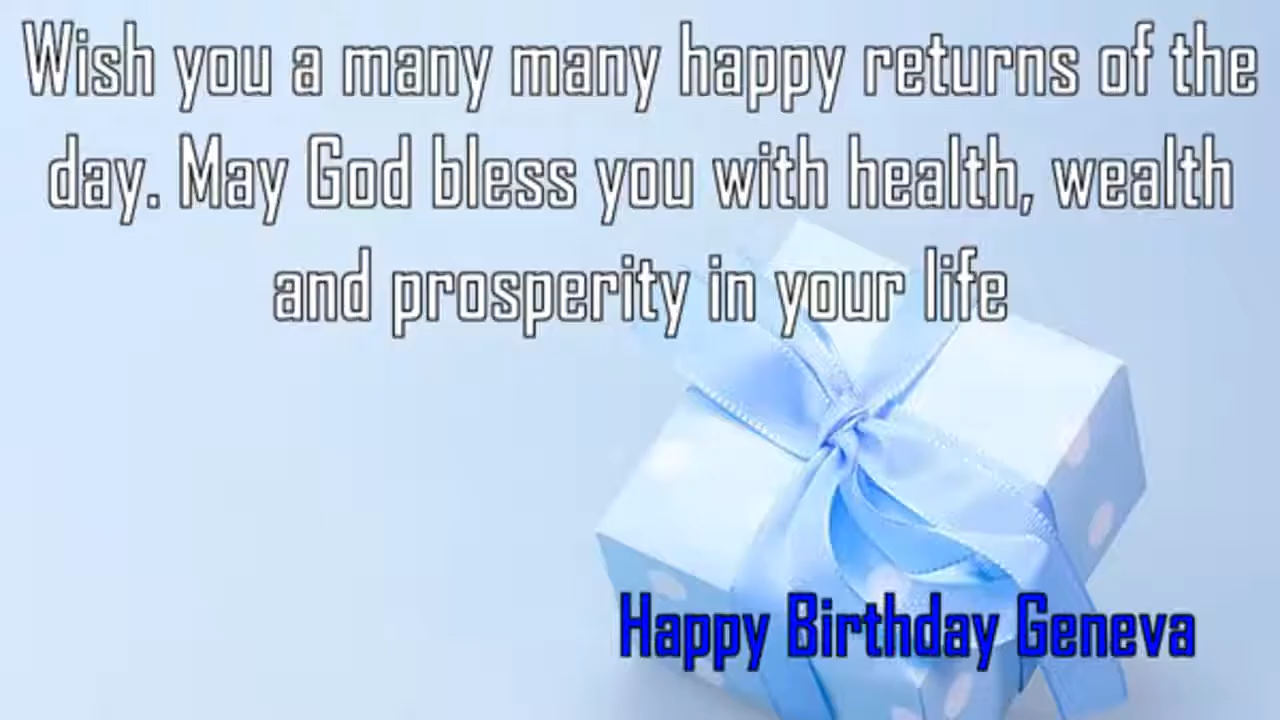 Wish you a many many happy returns of the
day. May God bless you with health, wealth
and prosperity in your life
Happy Birthday Geneva